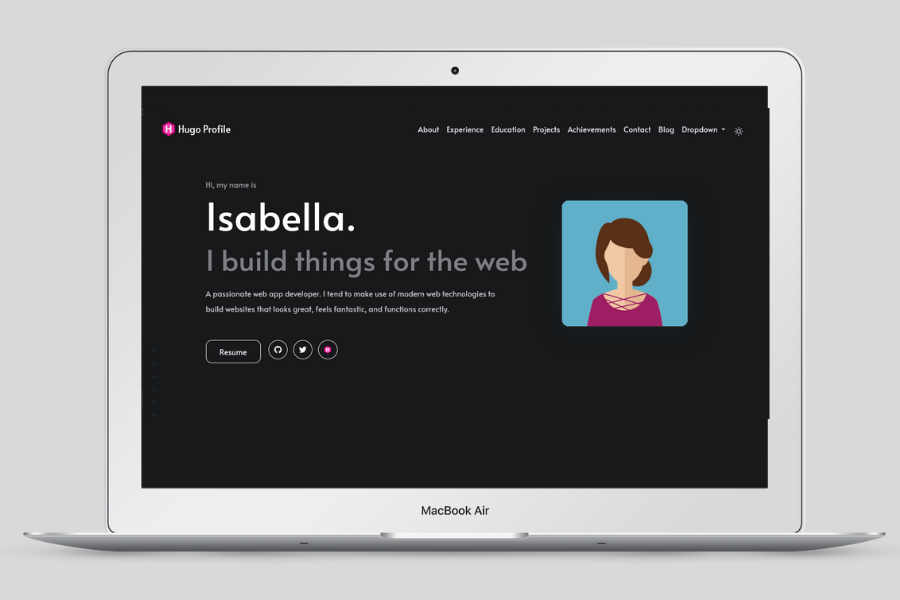 Hugo Profile
About Experience Education Projects Achievements Contact Blog Dropdown
Hi, my name is
Isabella.
I build things for the web
A passionate web app developer. I tend to make use of modern web technologies to
build websites that looks great, feels fantastic, and functions correctly.
Resume
MacBook Air